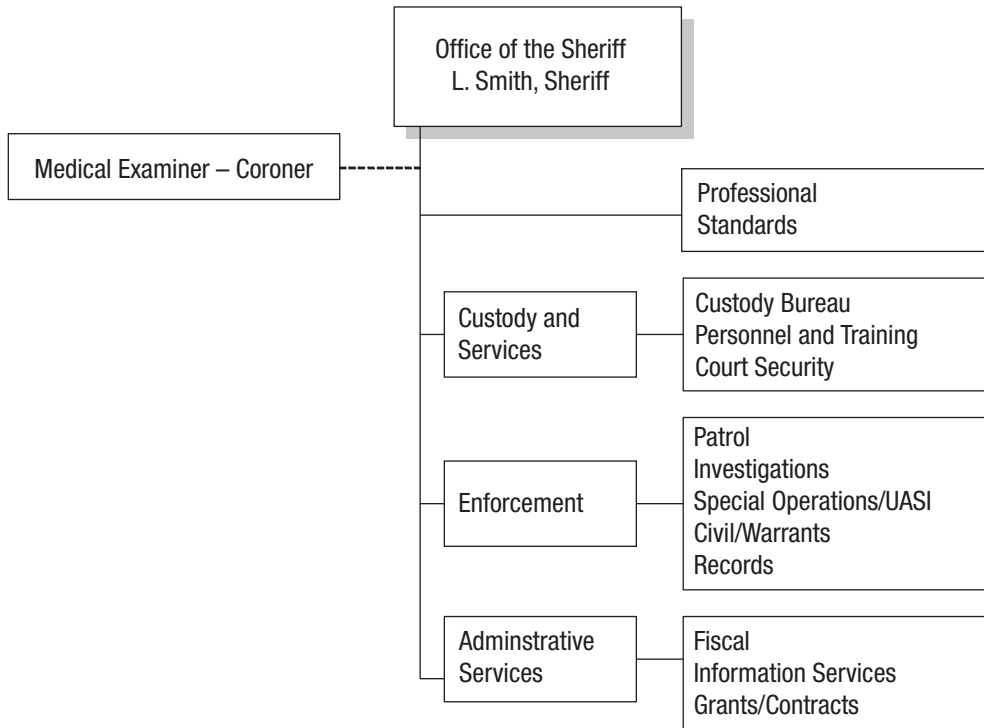 Office of the Sheriff
L. Smith, Sheriff
Medical Examiner – Coroner
Professional
Standards
Custody and
Services
Custody Bureau
Personnel and Training
Court Security
Enforcement
Patrol
Investigations
Special Operations/UASI
Civil/Warrants
Records
Adminstrative
Services
Fiscal
Information Services
Grants/Contracts